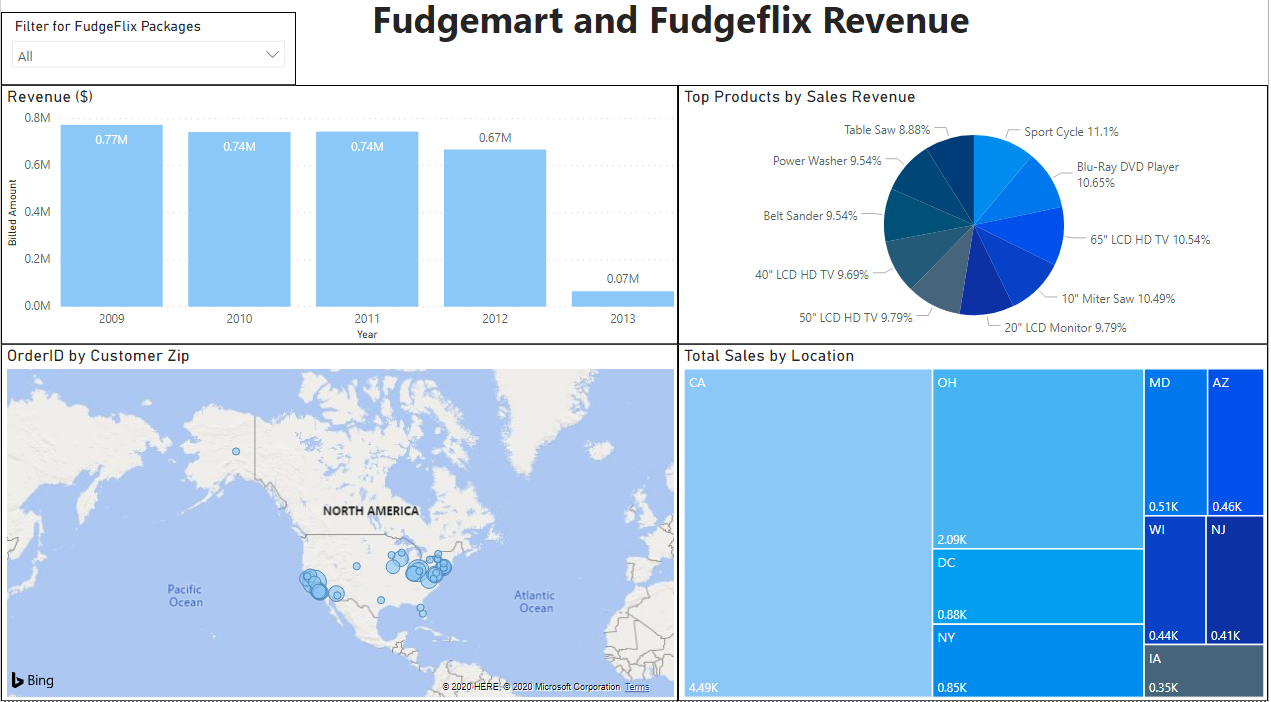 Fudgemart and Fudgeflix Revenue
Filter for FudgeFlix Packages
All
Revenue ($)
0.8M
0.6M
0.4M
0.2M
0.0M
Billed Amount
0.77M
0.74M
0.74M
0.67M
0.07M
2009
2010
2011
2012
2013
Year
Top Products by Sales Revenue
Table Saw 8.88%
Sport Cycle 11.1%
Power Washer 9.54%
Blu-Ray DVD Player
10.65%
Belt Sander 9.54%
65" LCD HD TV 10.54%
40" LCD HD TV 9.69%
10" Miter Saw 10.49%
50" LCD HD TV 9.79%
20" LCD Monitor 9.79%
OrderID by Customer Zip
NORTH AMERICA
Pacific
Ocean
Atlantic
Ocean
Bing
© 2020 HERE, © 2020 Microsoft Corporation Terms
Total Sales by Location
CA
4.49K
OH
2.09K
DC
0.88K
NY
0.85K
MD
0.51K
AZ
0.46K
WI
0.44K
NJ
0.41K
IA
0.35K